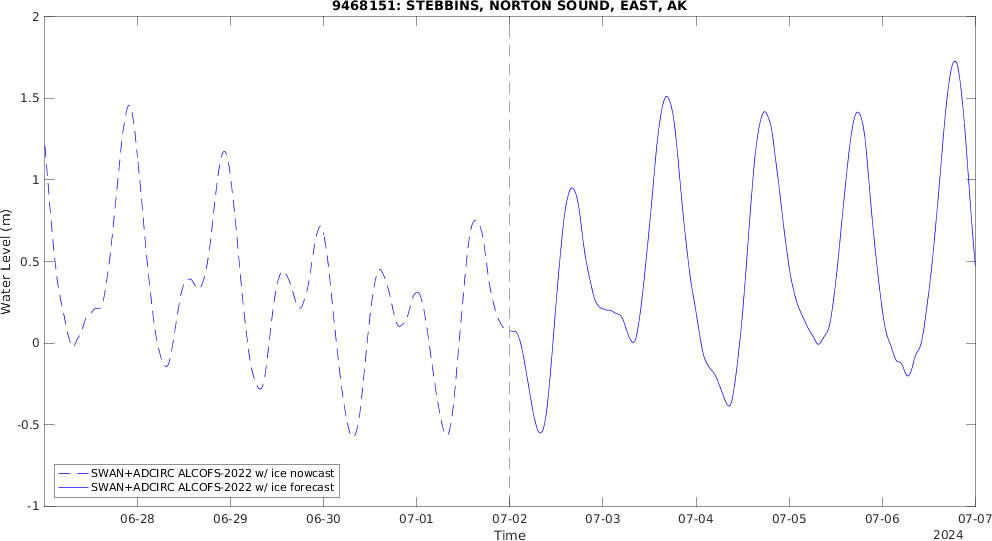 9468151: STEBBINS, NORTON SOUND, EAST, AK
2
1.5
1
0.5
0
-0.5
-1
Water Level (m)
SWAN+ADCIRC ALCOFS-2022 w/ ice nowcast
SWAN+ADCIRC ALCOFS-2022 w/ ice forecast
06-28 06-29 06-30 07-01 07-02 07-03 07-04 07-05 07-06 07-07
Time
2024